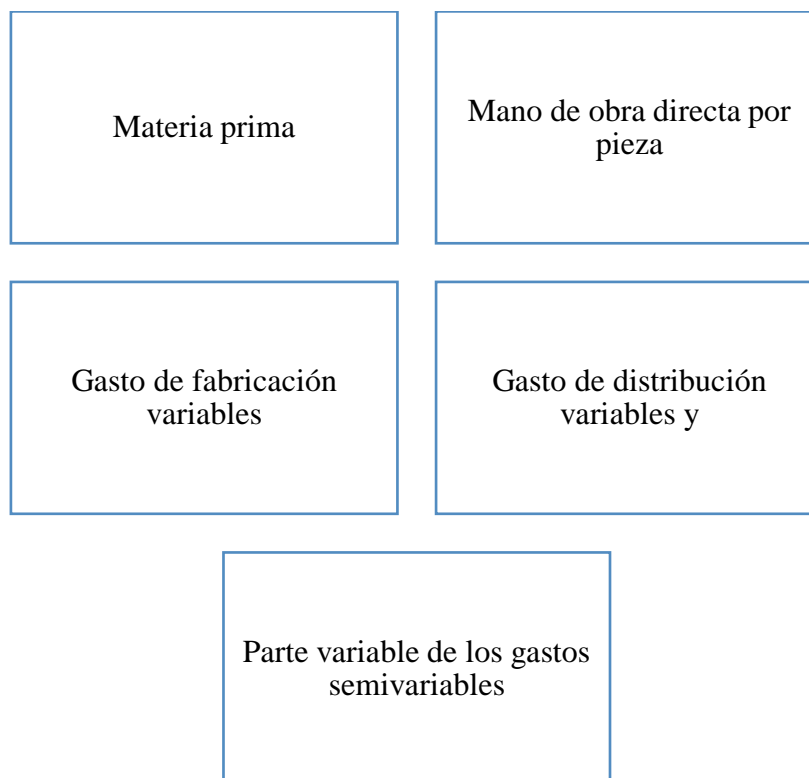 Materia prima
Mano de obra directa por
pieza
Gasto de fabricación
variables
Gasto de distribución
variables y
Parte variable de los gastos
semivariables